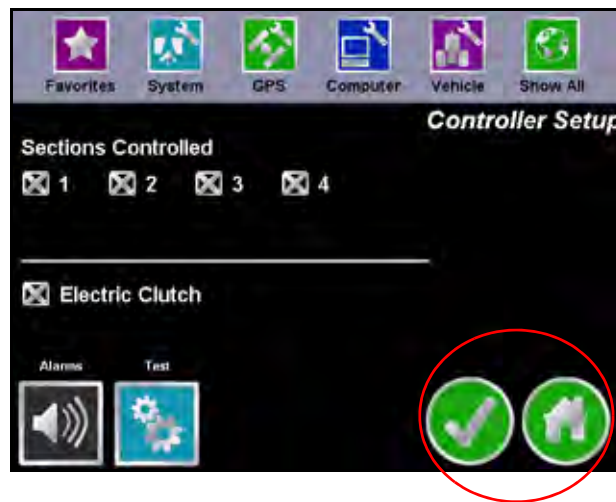 Favorites System GPS Computer Vehicle Show All
Controller Setup
Sections Controlled
1 2 3 4
Electric Clutch
Alarms Test